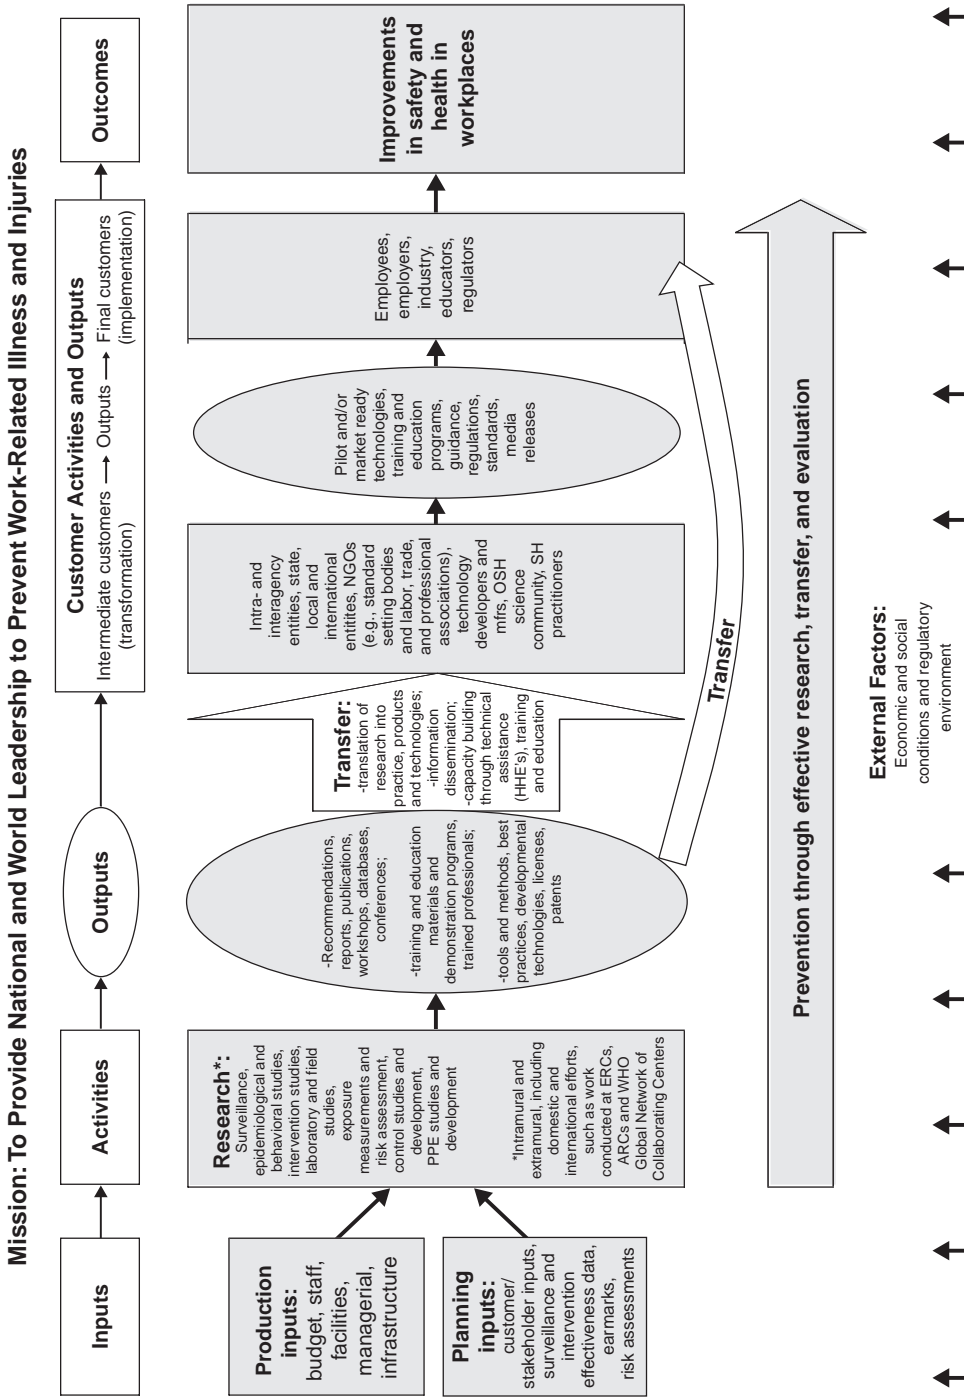 Mission: To Provide National and World Leadership to Prevent Work-Related Illness and Injuries
Inputs
Activities
Outputs
Customer Activities and Outputs
Intermediate customers → Outputs → Final customers
(transformation)
(implementation)
Outcomes
Production
inputs:
budget, staff,
facilities,
managerial,
infrastructure
Planning
inputs:
customer/
stakeholder inputs,
surveillance and
intervention
effectiveness data,
earmarks,
risk assessments
Research*:
Surveillance,
epidemiological and
behavioral studies,
intervention studies,
laboratory and field
studies,
exposure
measurements and
risk assessment,
control studies and
development,
PPE studies and
development
*Intramural and
extramural, including
domestic and
international efforts,
such as work
conducted at ERCs,
ARCs and WHO
Global Network of
Collaborating Centers
-Recommendations,
reports, publications,
workshops, databases,
conferences;
-training and education
materials and
demonstration programs,
trained professionals;
-tools and methods, best
practices, developmental
technologies, licenses,
patents
Transfer:
-translation of
research into
practice, products
and technologies;
-information
dissemination;
-capacity building
through technical
assistance
(HHE's), training
and education
Intra- and
interagency
entities, state,
local and
international
entitites, NGOs
(e.g., standard
setting bodies
and labor, trade,
and professional
associations),
technology
developers and
mfrs, OSH
science
community, SH
practitioners
Pilot and/or
market ready
technologies,
training and
education
programs,
guidance,
regulations,
standards,
media
releases
Employees,
employers,
industry,
educators,
regulators
Improvements
in safety and
health in
workplaces
Transfer
Prevention through effective research, transfer, and evaluation
External Factors:
Economic and social
conditions and regulatory
environment